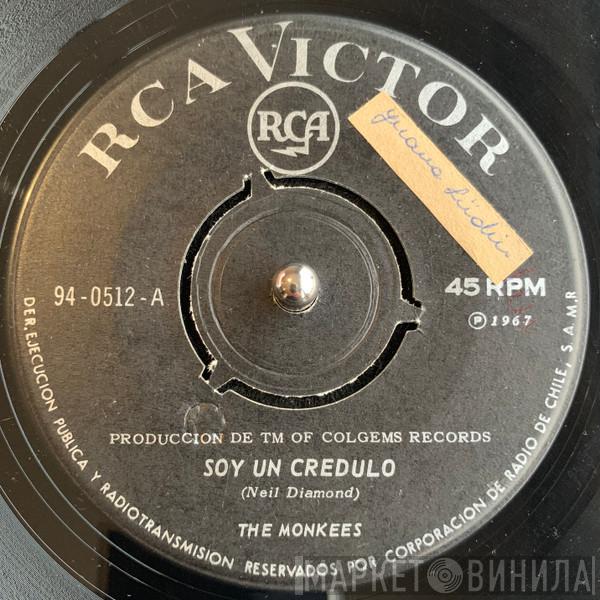 RCA VICTOR
RCA
94-0512-A
45 RPM
℗ 1967
PRODUCCION DE TM OF COLGEMS RECORDS
SOY UN CREDULO
(Neil Diamond)
THE MONKEES
DER. EJECUCION PUBLICA Y RADIOTRANSMISION RESERVADOS POR CORPORACION DE RADIO DE CHILE, S.A. M.R
МАРКЕТ ВИНИЛА